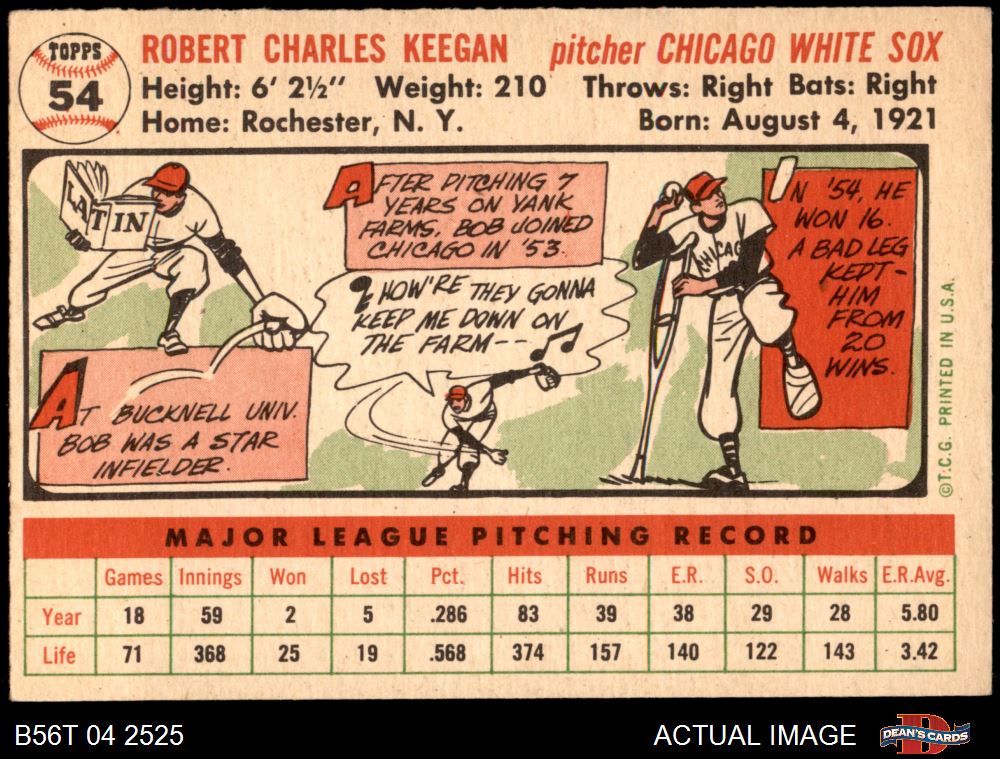 TOPPS
54
ROBERT CHARLES KEEGAN pitcher CHICAGO WHITE SOX
Height: 6' 2½" Weight: 210 Throws: Right Bats: Right
Home: Rochester, N. Y. Born: August 4, 1921
LATIN
AFTER PITCHING 7
YEARS ON YANK
FARMS, BOB JOINED
CHICAGO IN '53.
HOW'RE THEY GONNA
KEEP ME DOWN ON
THE FARM--
AT BUCKNELL UNIV.
BOB WAS A STAR
INFIELDER.
CHICAGO
IN '54, HE
WON 16.
A BAD LEG
KEPT-
HIM
FROM
20
WINS.
©T.C.G. PRINTED IN U.S.A.
MAJOR LEAGUE PITCHING RECORD
Games Innings Won Lost Pct. Hits Runs E.R. S.O. Walks E.R.Avg.
Year 18 59 2 5 .286 83 39 38 29 28 5.80
Life 71 368 25 19 .568 374 157 140 122 143 3.42
B56T 04 2525 ACTUAL IMAGE
D
DEAN'S CARDS